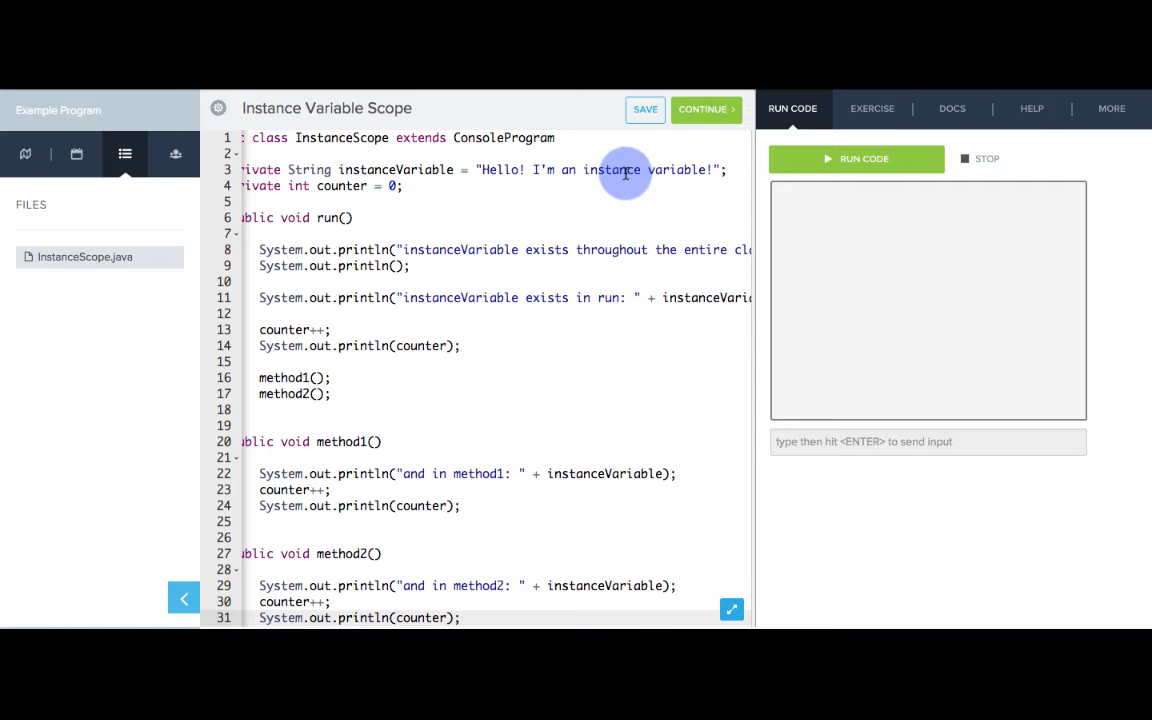 Example Program
Instance Variable Scope
SAVE
CONTINUE ›
RUN CODE
EXERCISE
DOCS
HELP
MORE
FILES
InstanceScope.java
RUN CODE
STOP
type then hit <ENTER> to send input
1 : class InstanceScope extends ConsoleProgram
2
3 rivate String instanceVariable = "Hello! I'm an instance variable!";
4 rivate int counter = 0;
5
6 ublic void run()
7
8 System.out.println("instanceVariable exists throughout the entire cla
9 System.out.println();
10
11 System.out.println("instanceVariable exists in run: " + instanceVaria
12
13 counter++;
14 System.out.println(counter);
15
16 method1();
17 method2();
18
19
20 ublic void method1()
21
22 System.out.println("and in method1: " + instanceVariable);
23 counter++;
24 System.out.println(counter);
25
26
27 ublic void method2()
28
29 System.out.println("and in method2: " + instanceVariable);
30 counter++;
31 System.out.println(counter);